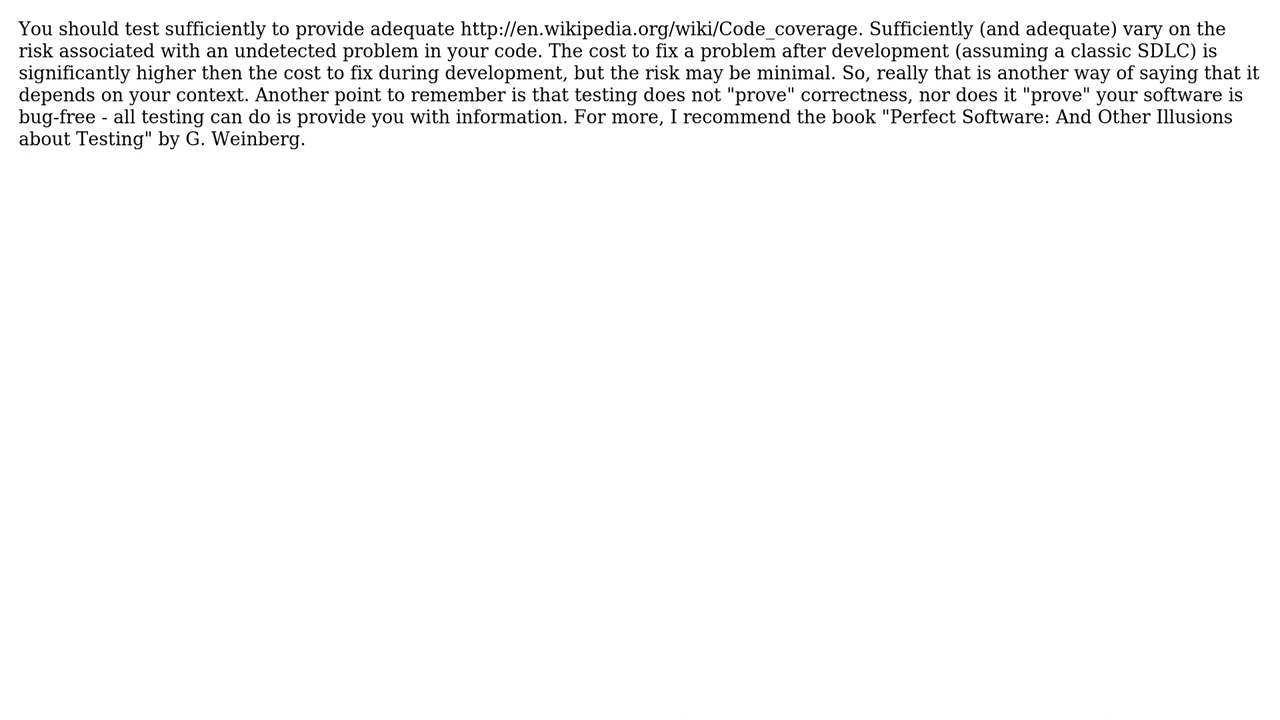 You should test sufficiently to provide adequate http://en.wikipedia.org/wiki/Code_coverage. Sufficiently (and adequate) vary on the
risk associated with an undetected problem in your code. The cost to fix a problem after development (assuming a classic SDLC) is
significantly higher then the cost to fix during development, but the risk may be minimal. So, really that is another way of saying that it
depends on your context. Another point to remember is that testing does not "prove" correctness, nor does it "prove" your software is
bug-free - all testing can do is provide you with information. For more, I recommend the book "Perfect Software: And Other Illusions
about Testing" by G. Weinberg.